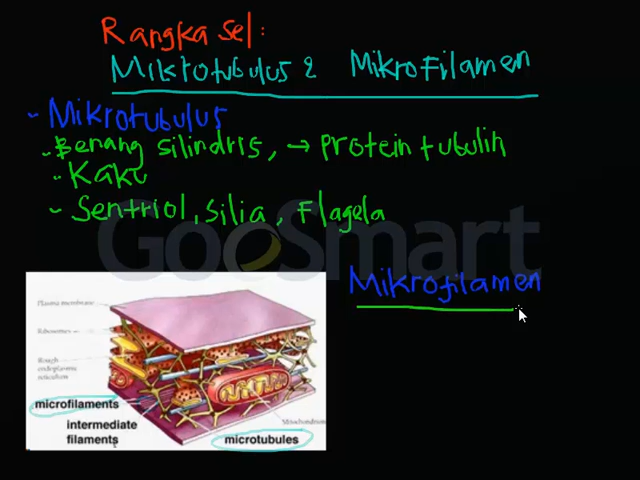 Rangka sel:
Mikrotubulus & Mikrofilamen
- Mikrotubulus
- Benang silindris, → Protein tubulin
- Kaku
- Sentriol, silia, Flagela
GooSmart
Mikrofilamen
Plasma membrane
Ribosomes
Rough
endoplasmic
reticulum
microfilaments
intermediate
filaments
Mitochondrion
microtubules